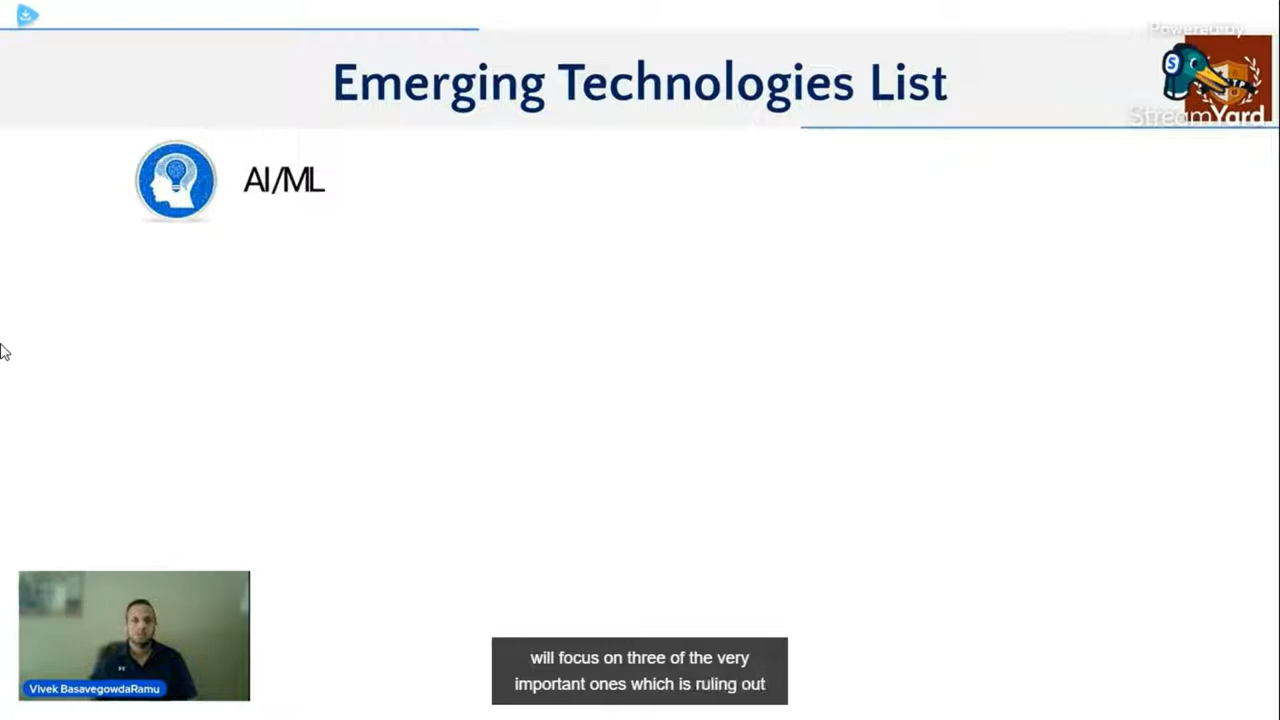 Powered by
Emerging Technologies List
StreamYard
AI/ML
Vivek BasavegowdaRamu
will focus on three of the very
important ones which is ruling out